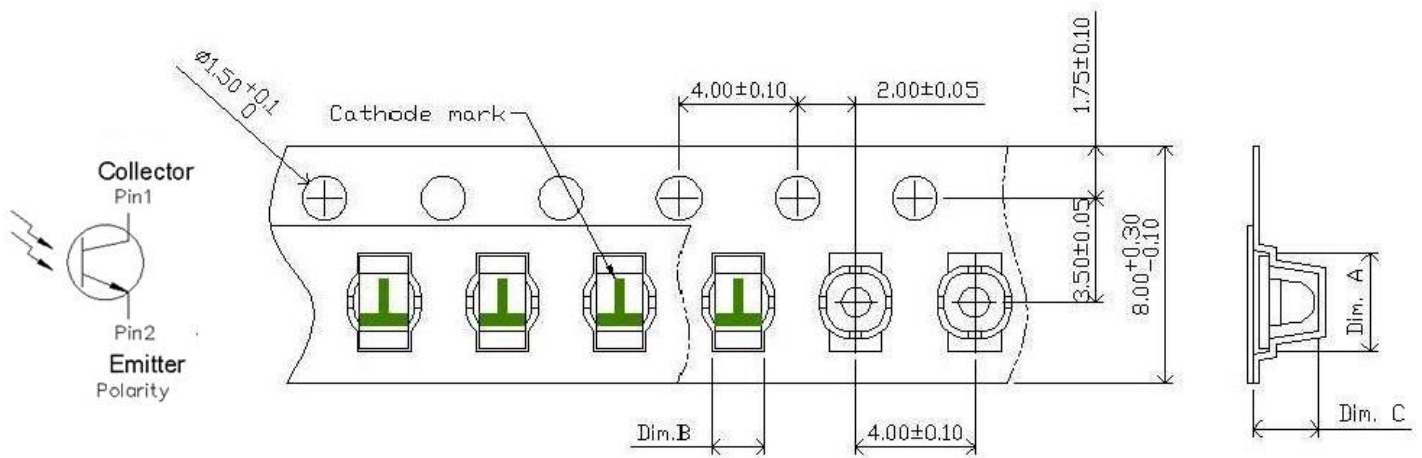 Ø1.50 +0.1
0
Cathode mark
4.00±0.10
2.00±0.05
1.75±0.10
Collector
Pin1
3.50±0.05
8.00 +0.30
-0.10
Dim. A
Pin2
Emitter
Polarity
Dim.B
4.00±0.10
Dim. C